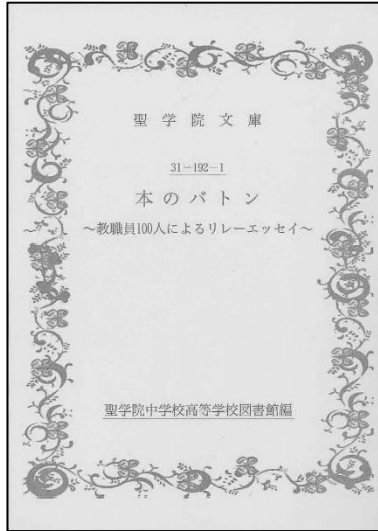 聖学院文庫
31-192-1
本のバトン
～教職員100人によるリレーエッセイ～
聖学院中学校高等学校図書館編